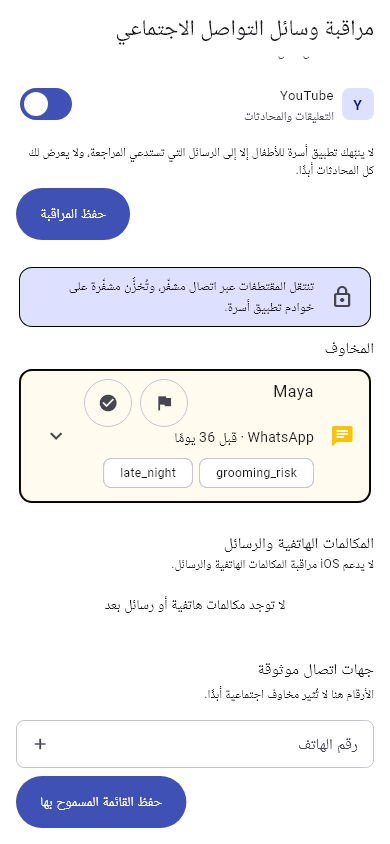 مراقبة وسائل التواصل الاجتماعي
Y
YouTube
التعليقات والمحادثات
لا ينبّهك تطبيق أسرة للأطفال إلا إلى الرسائل التي تستدعي المراجعة، ولا يعرض لك
كل المحادثات أبدًا.
حفظ المراقبة
تنتقل المقتطفات عبر اتصال مشفّر، وتُخزَّن مشفّرة على
خوادم تطبيق أسرة.
المخاوف
Maya
WhatsApp · قبل 36 يومًا
grooming_risk
late_night
المكالمات الهاتفية والرسائل
لا يدعم iOS مراقبة المكالمات الهاتفية والرسائل.
لا توجد مكالمات هاتفية أو رسائل بعد
جهات اتصال موثوقة
الأرقام هنا لا تُثير مخاوف اجتماعية أبدًا.
رقم الهاتف
حفظ القائمة المسموح بها